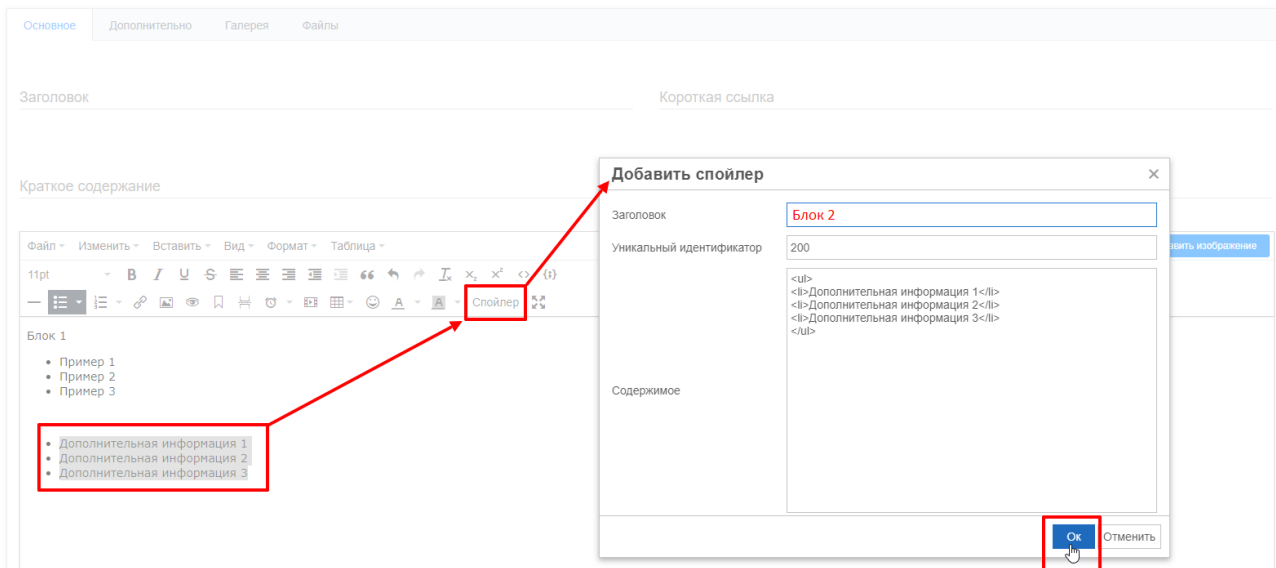 Основное Дополнительно Галерея Файлы
Заголовок Короткая ссылка
Краткое содержание
Файл Изменить Вставить Вид Формат Таблица
11pt
Спойлер
Блок 1
Пример 1
Пример 2
Пример 3
Дополнительная информация 1
Дополнительная информация 2
Дополнительная информация 3
Добавить спойлер
Заголовок Блок 2
Уникальный идентификатор 200
Содержимое
<ul>
<li>Дополнительная информация 1</li>
<li>Дополнительная информация 2</li>
<li>Дополнительная информация 3</li>
</ul>
Ок Отменить
изображение